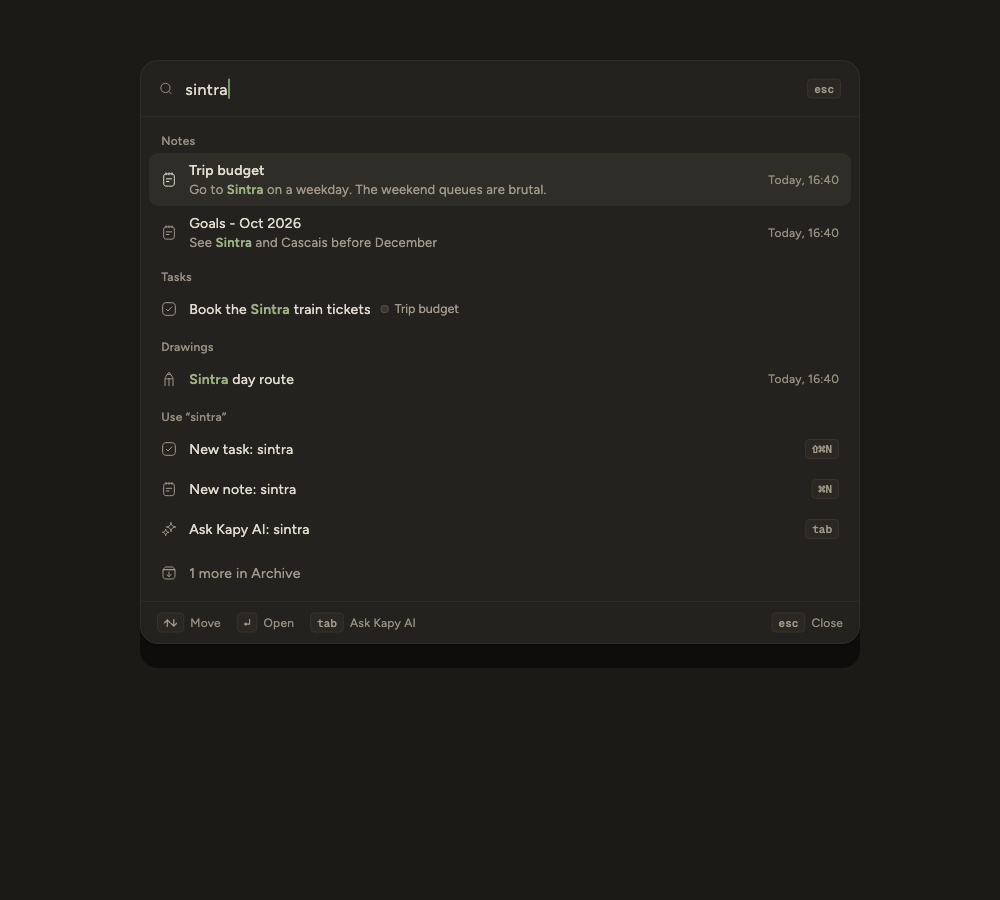 sintra
esc
Notes
Trip budget
Go to Sintra on a weekday. The weekend queues are brutal.
Today, 16:40
Goals - Oct 2026
See Sintra and Cascais before December
Today, 16:40
Tasks
Book the Sintra train tickets Trip budget
Drawings
Sintra day route
Today, 16:40
Use “sintra”
New task: sintra
⇧⌘N
New note: sintra
⌘N
Ask Kapy AI: sintra
tab
1 more in Archive
↑↓ Move ↵ Open tab Ask Kapy AI esc Close